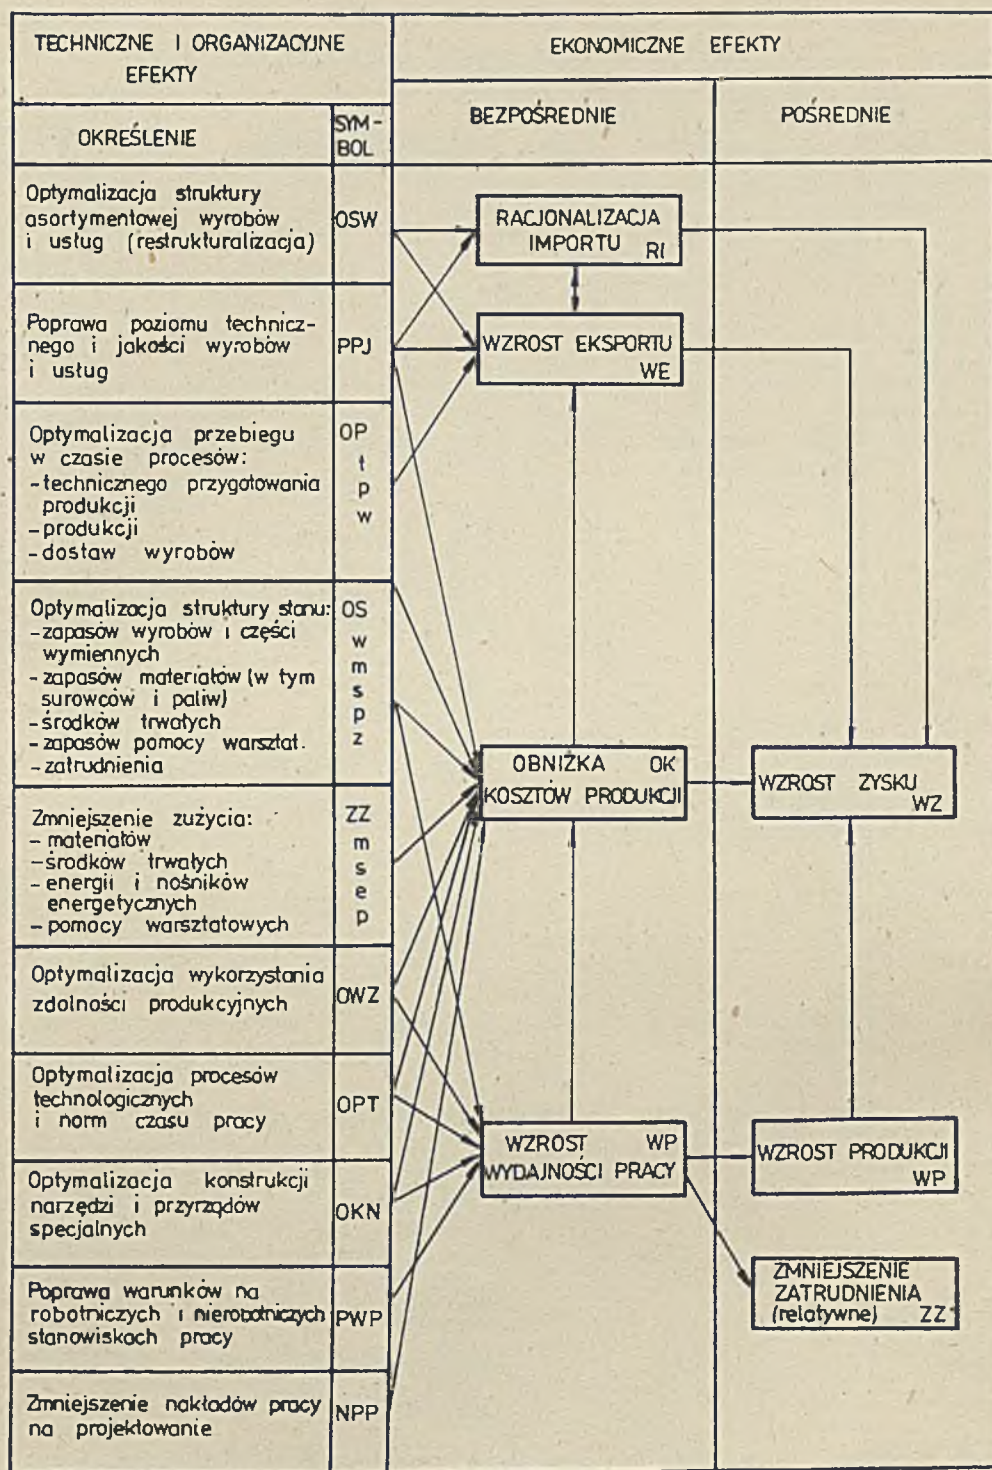 TECHNICZNE I ORGANIZACYJNE
EFEKTY
EKONOMICZNE EFEKTY
OKREŚLENIE
SYM-
BOL
BEZPOŚREDNIE
POŚREDNIE
Optymalizacja struktury
asortymentowej wyrobów
i usług (restrukturalizacja)
OSW
RACJONALIZACJA
IMPORTU
RI
Poprawa poziomu technicz-
nego i jakości wyrobów
i usług
PPJ
WZROST EKSPORTU
WE
Optymalizacja przebiegu
w czasie procesów:
- technicznego przygotowania
produkcji
- produkcji
- dostaw wyrobów
OP
t
p
w
Optymalizacja struktury stanu:
- zapasów wyrobów i części
wymiennych
- zapasów materiałów (w tym
surowców i paliw)
- środków trwałych
- zapasów pomocy warsztat.
- zatrudnienia
OS
w
m
s
p
z
OBNIŻKA OK
KOSZTÓW PRODUKCJI
WZROST ZYSKU
WZ
Zmniejszenie zużycia:
- materiałów
- środków trwałych
- energii i nośników
energetycznych
- pomocy warsztatowych
ZZ
m
s
e
p
Optymalizacja wykorzystania
zdolności produkcyjnych
OWZ
Optymalizacja procesów
technologicznych
i norm czasu pracy
OPT
WZROST WP
WYDAJNOŚCI PRACY
WZROST PRODUKCJI
WP
Optymalizacja konstrukcji
narzędzi i przyrządów
specjalnych
OKN
Poprawa warunków na
robotniczych i nierobotniczych
stanowiskach pracy
PWP
ZMNIEJSZENIE
ZATRUDNIENIA
(relatywne) ZZ
Zmniejszenie nakładów pracy
na projektowanie
NPP